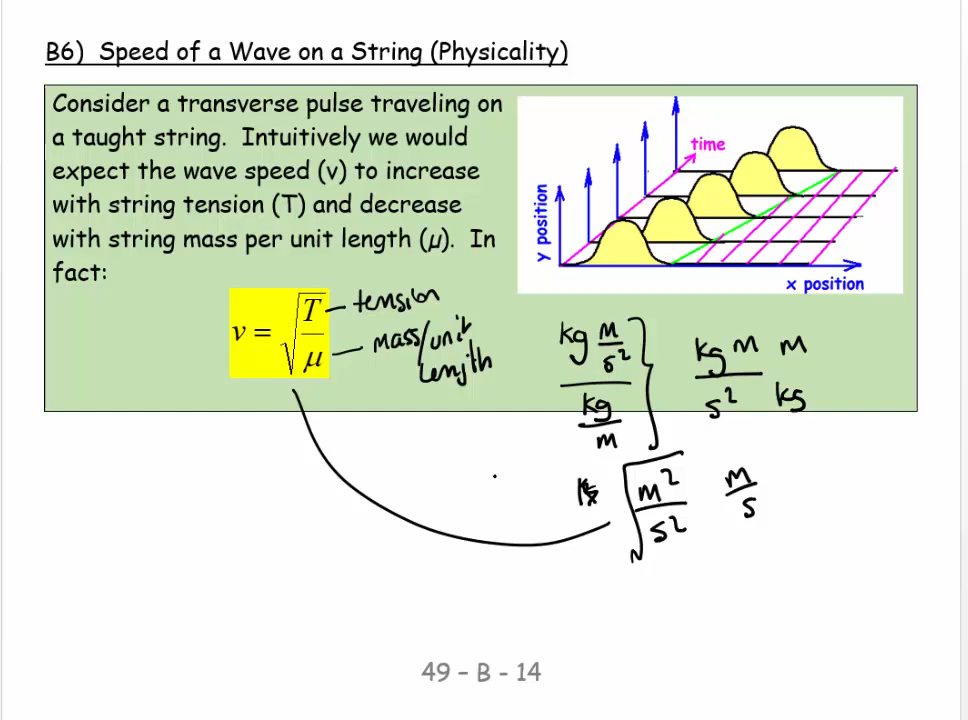 B6) Speed of a Wave on a String (Physicality)
Consider a transverse pulse traveling on
a taught string. Intuitively we would
expect the wave speed (v) to increase
with string tension (T) and decrease
with string mass per unit length (μ). In
fact:
time
y position
x position
v = √(T/μ)
tension
mass/unit
length
kg m/s²
kg/m
kg m/s² m/kg
√(m²/s²) m/s
49 – B - 14